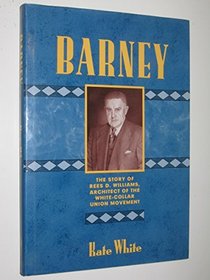 BARNEY
THE STORY OF
REES D. WILLIAMS,
ARCHITECT OF THE
WHITE-COLLAR
UNION MOVEMENT
Kate White